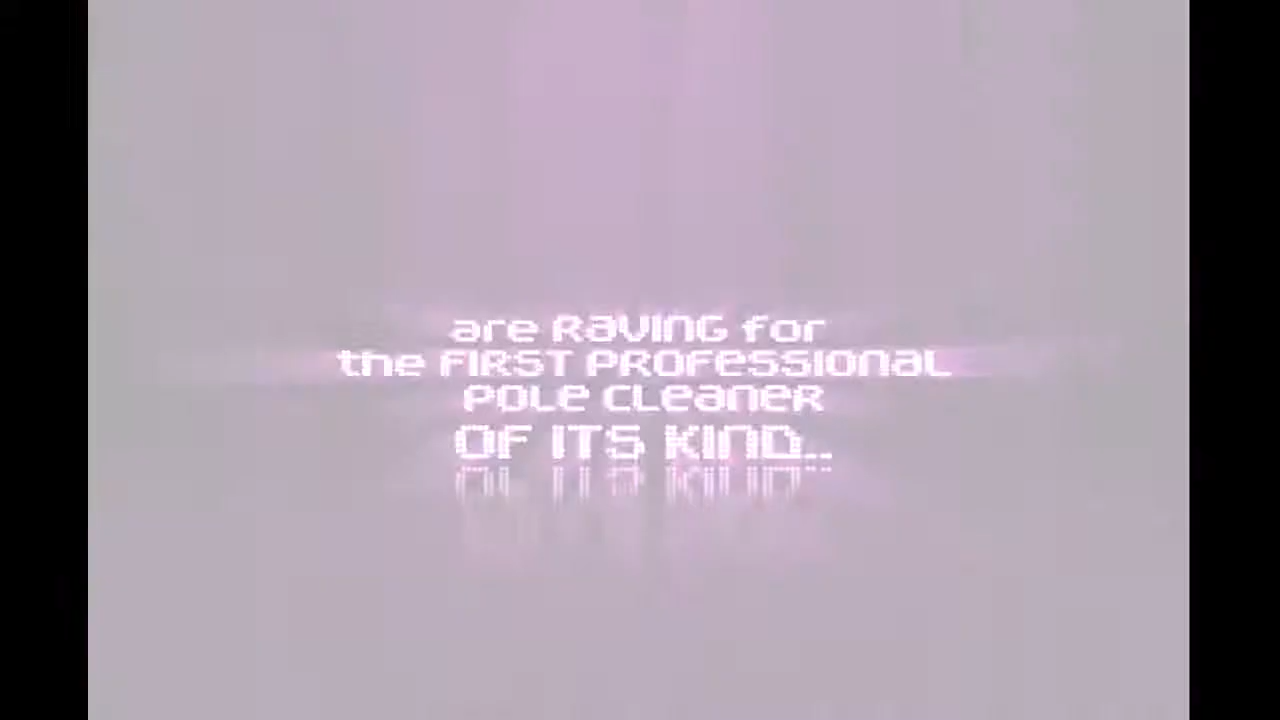 are RaVING for
the FIRST PROFessIONaL
POLe CLeaneR
OF ITS KIND..